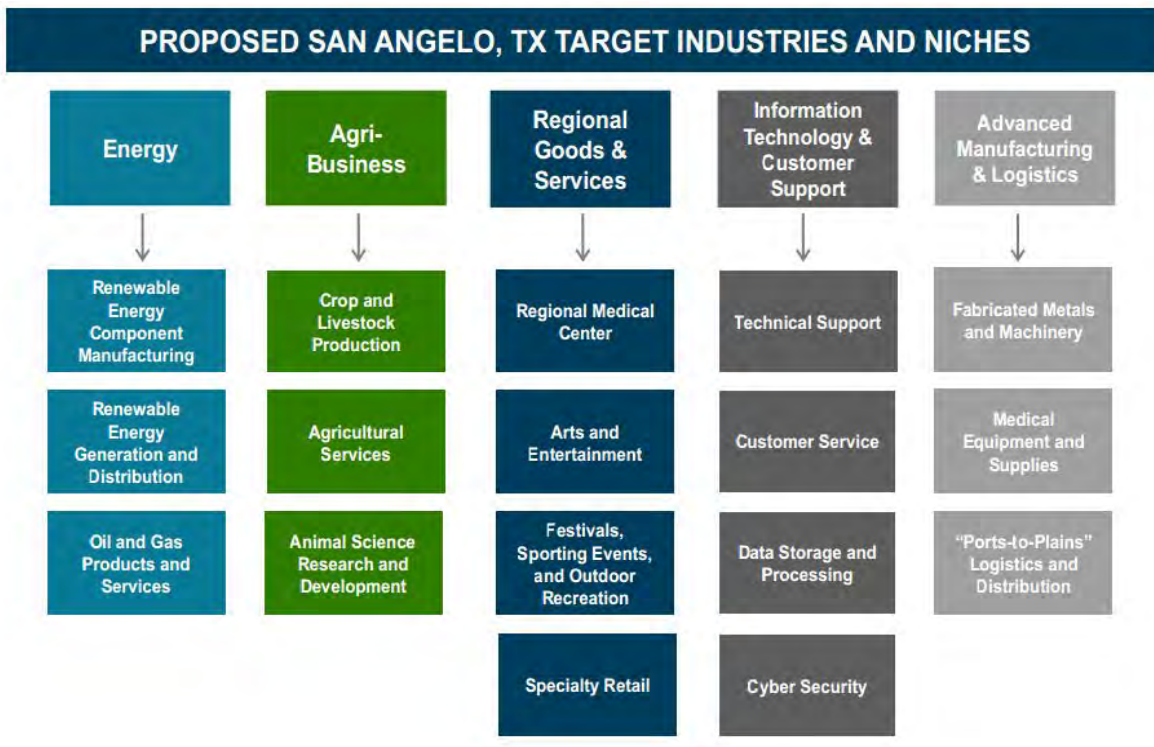 PROPOSED SAN ANGELO, TX TARGET INDUSTRIES AND NICHES
Energy
Agri-
Business
Regional
Goods &
Services
Information
Technology &
Customer
Support
Advanced
Manufacturing
& Logistics
Renewable
Energy
Component
Manufacturing
Crop and
Livestock
Production
Regional Medical
Center
Technical Support
Fabricated Metals
and Machinery
Renewable
Energy
Generation and
Distribution
Agricultural
Services
Arts and
Entertainment
Customer Service
Medical
Equipment and
Supplies
Oil and Gas
Products and
Services
Animal Science
Research and
Development
Festivals,
Sporting Events,
and Outdoor
Recreation
Data Storage and
Processing
“Ports-to-Plains”
Logistics and
Distribution
Specialty Retail
Cyber Security